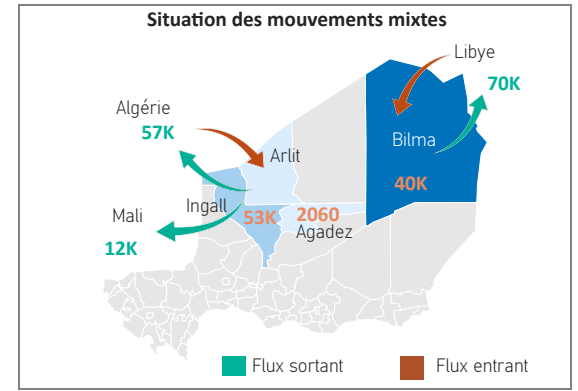 Situation des mouvements mixtes
Libye
70K
Algérie
57K
Arlit
Bilma
40K
Ingall
Mali
53K
2060
Agadez
12K
Flux sortant
Flux entrant